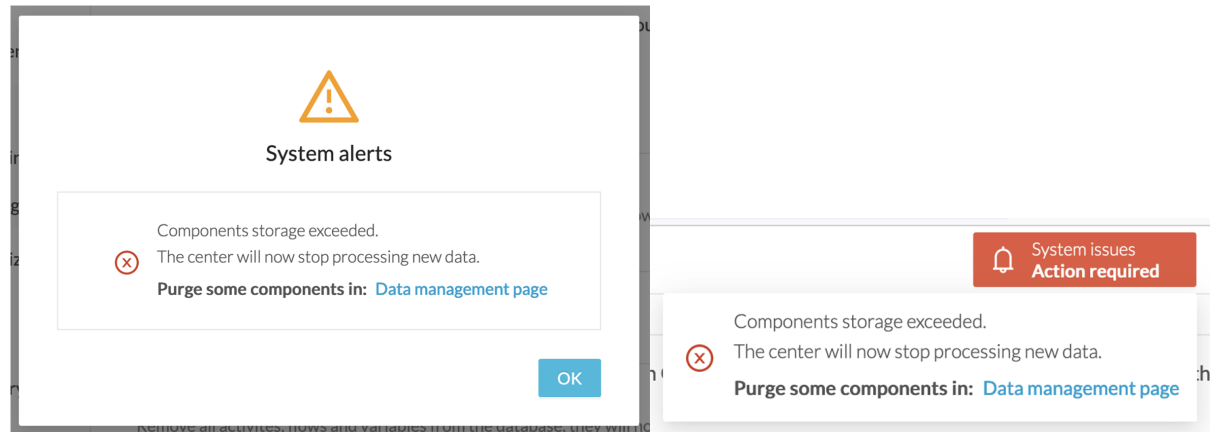 System alerts
Components storage exceeded.
The center will now stop processing new data.
Purge some components in: Data management page
OK
System issues
Action required
Components storage exceeded.
The center will now stop processing new data.
Purge some components in: Data management page